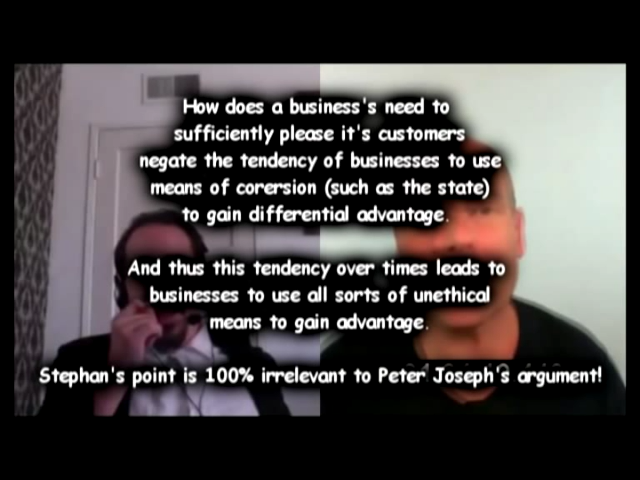 How does a business's need to
sufficiently please it's customers
negate the tendency of businesses to use
means of corersion (such as the state)
to gain differential advantage.
And thus this tendency over times leads to
businesses to use all sorts of unethical
means to gain advantage.
Stephan's point is 100% irrelevant to Peter Joseph's argument!